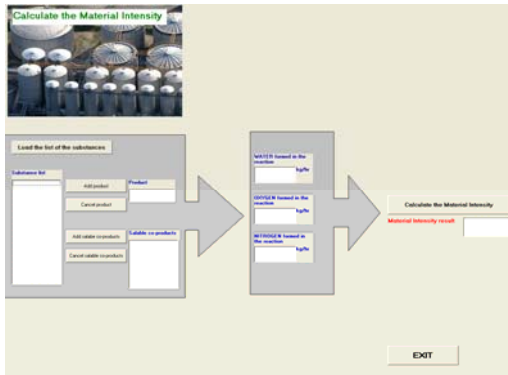 Calculate the Material Intensity
Load the list of the substances
Substance list
Add product
Cancel product
Product
Add salable co-products
Cancel salable co-products
Salable co-products
WATER formed in the
reaction
kg/hr
OXYGEN formed in the
reaction
kg/hr
NITROGEN formed in
the reaction
kg/hr
Calculate the Material Intensity
Material Intensity result
EXIT